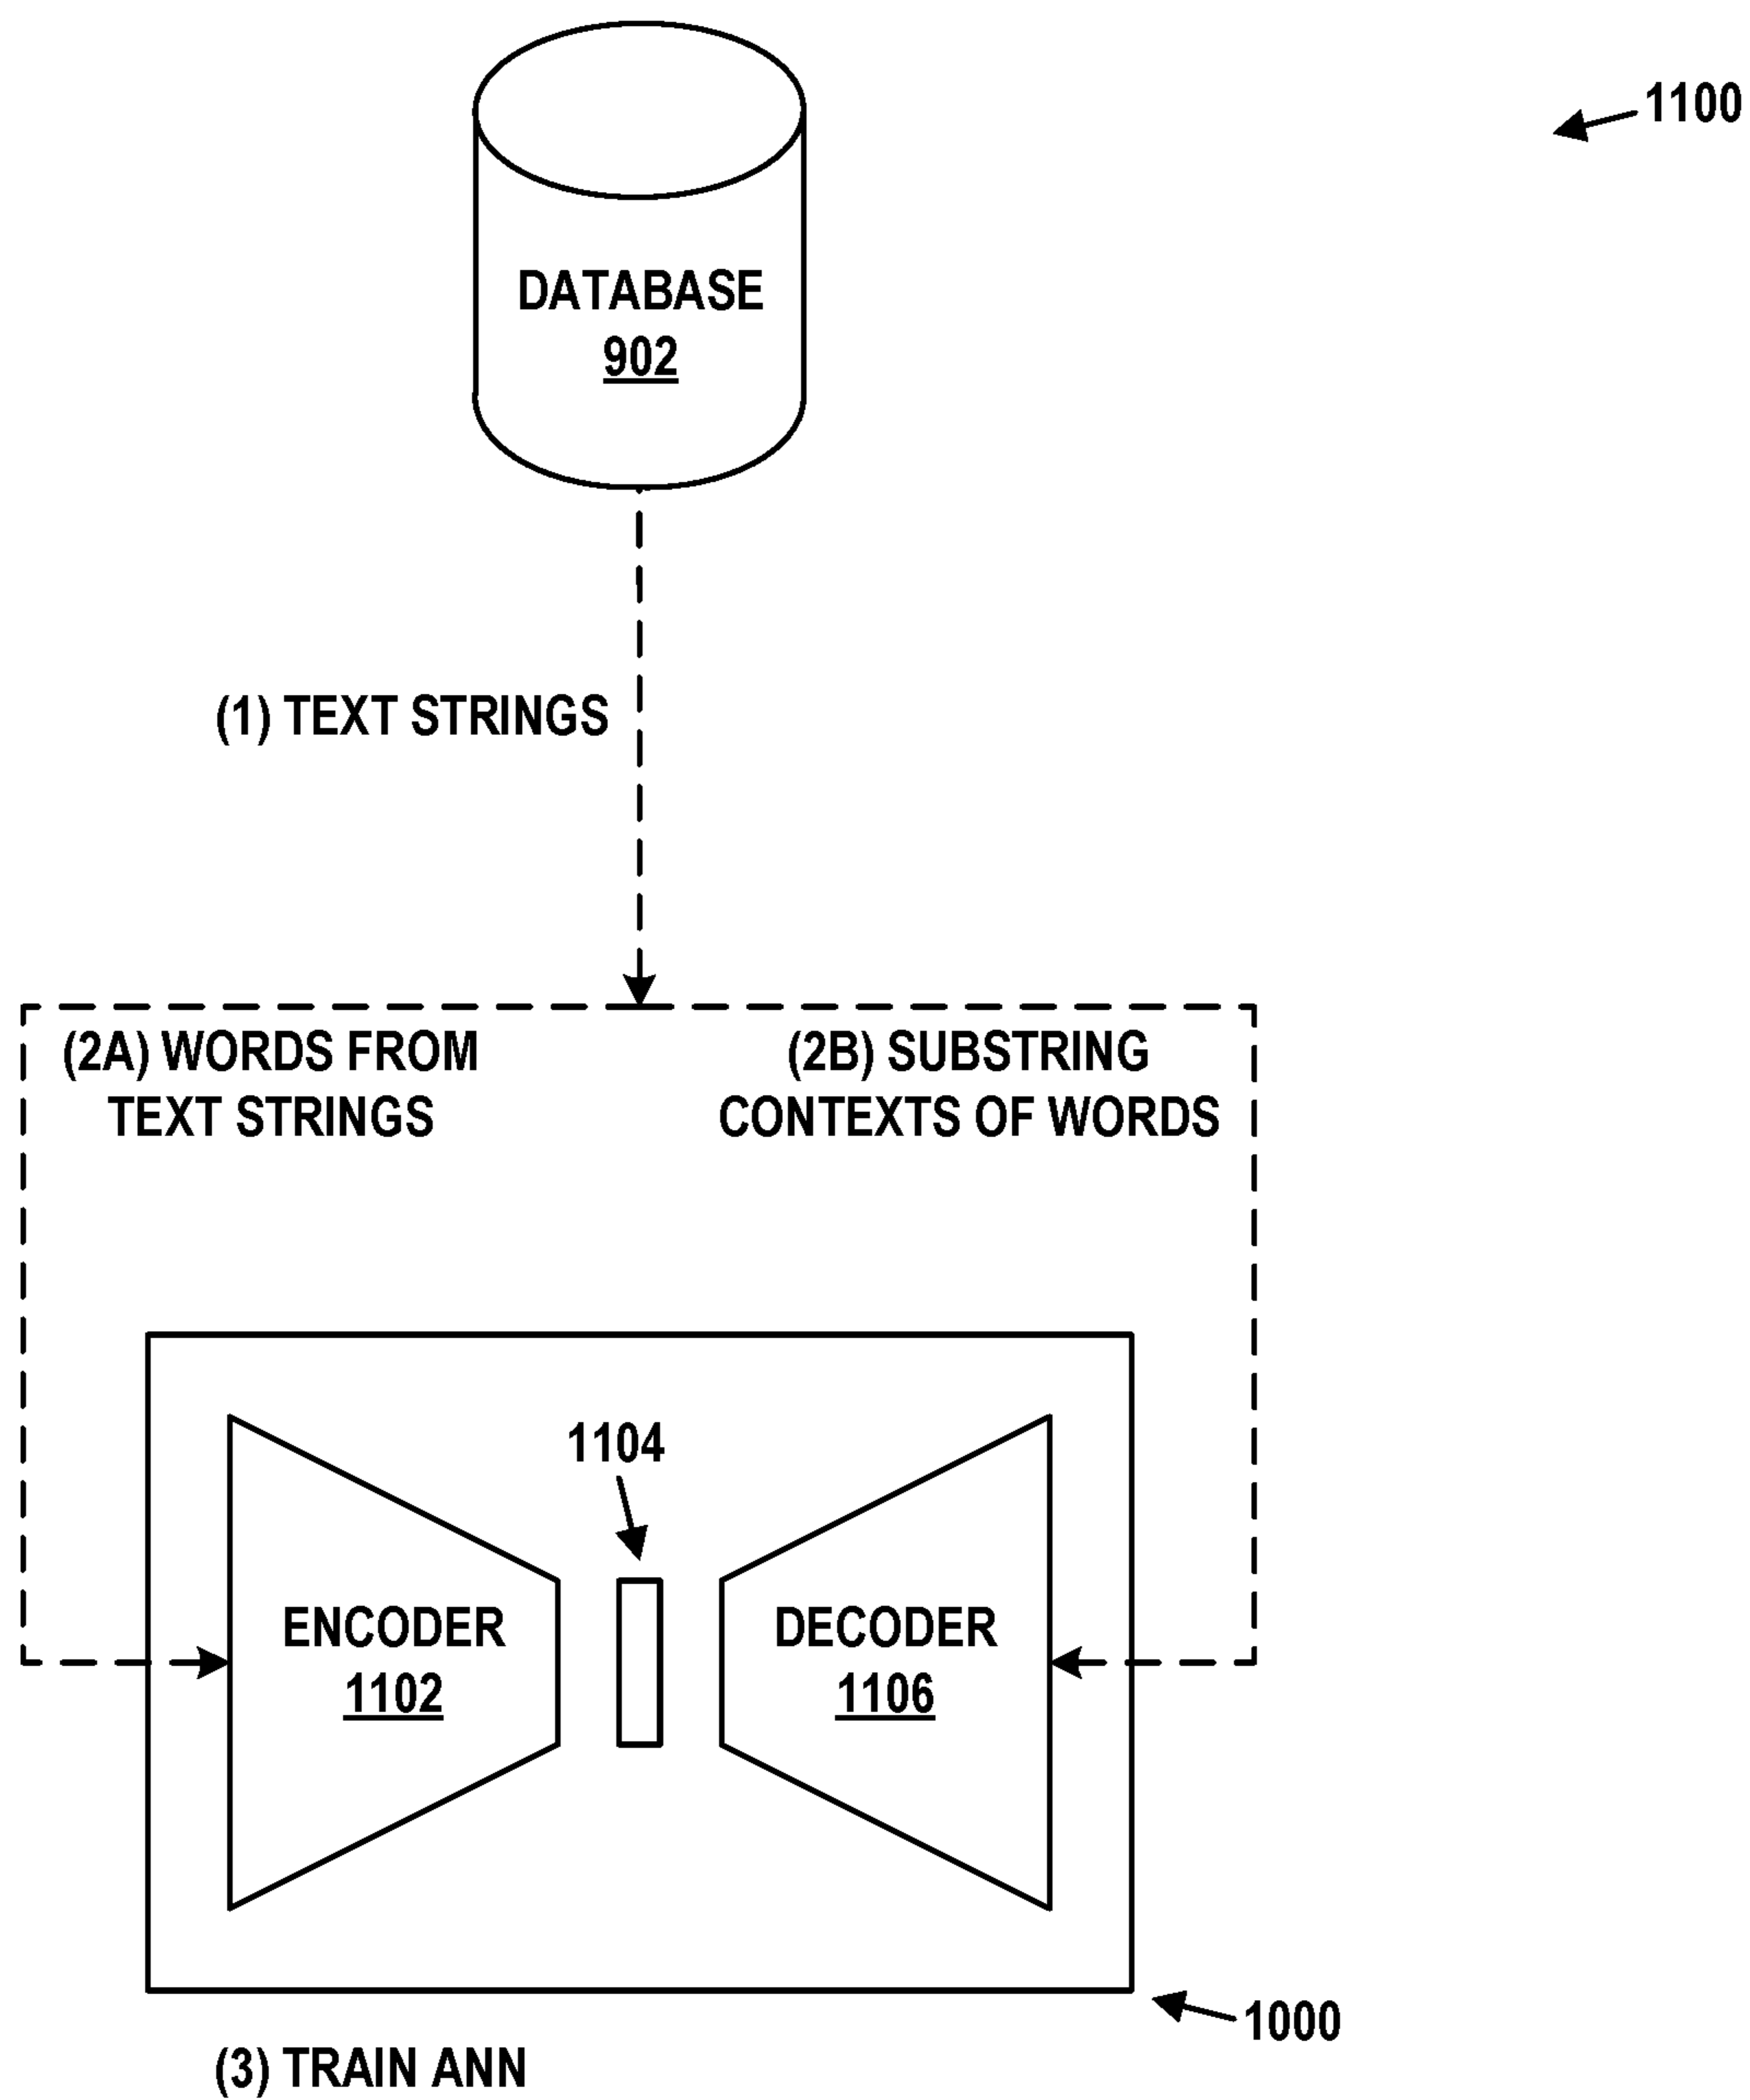 1100
DATABASE
902
(1) TEXT STRINGS
(2A) WORDS FROM
TEXT STRINGS
(2B) SUBSTRING
CONTEXTS OF WORDS
1104
ENCODER
1102
DECODER
1106
1000
(3) TRAIN ANN